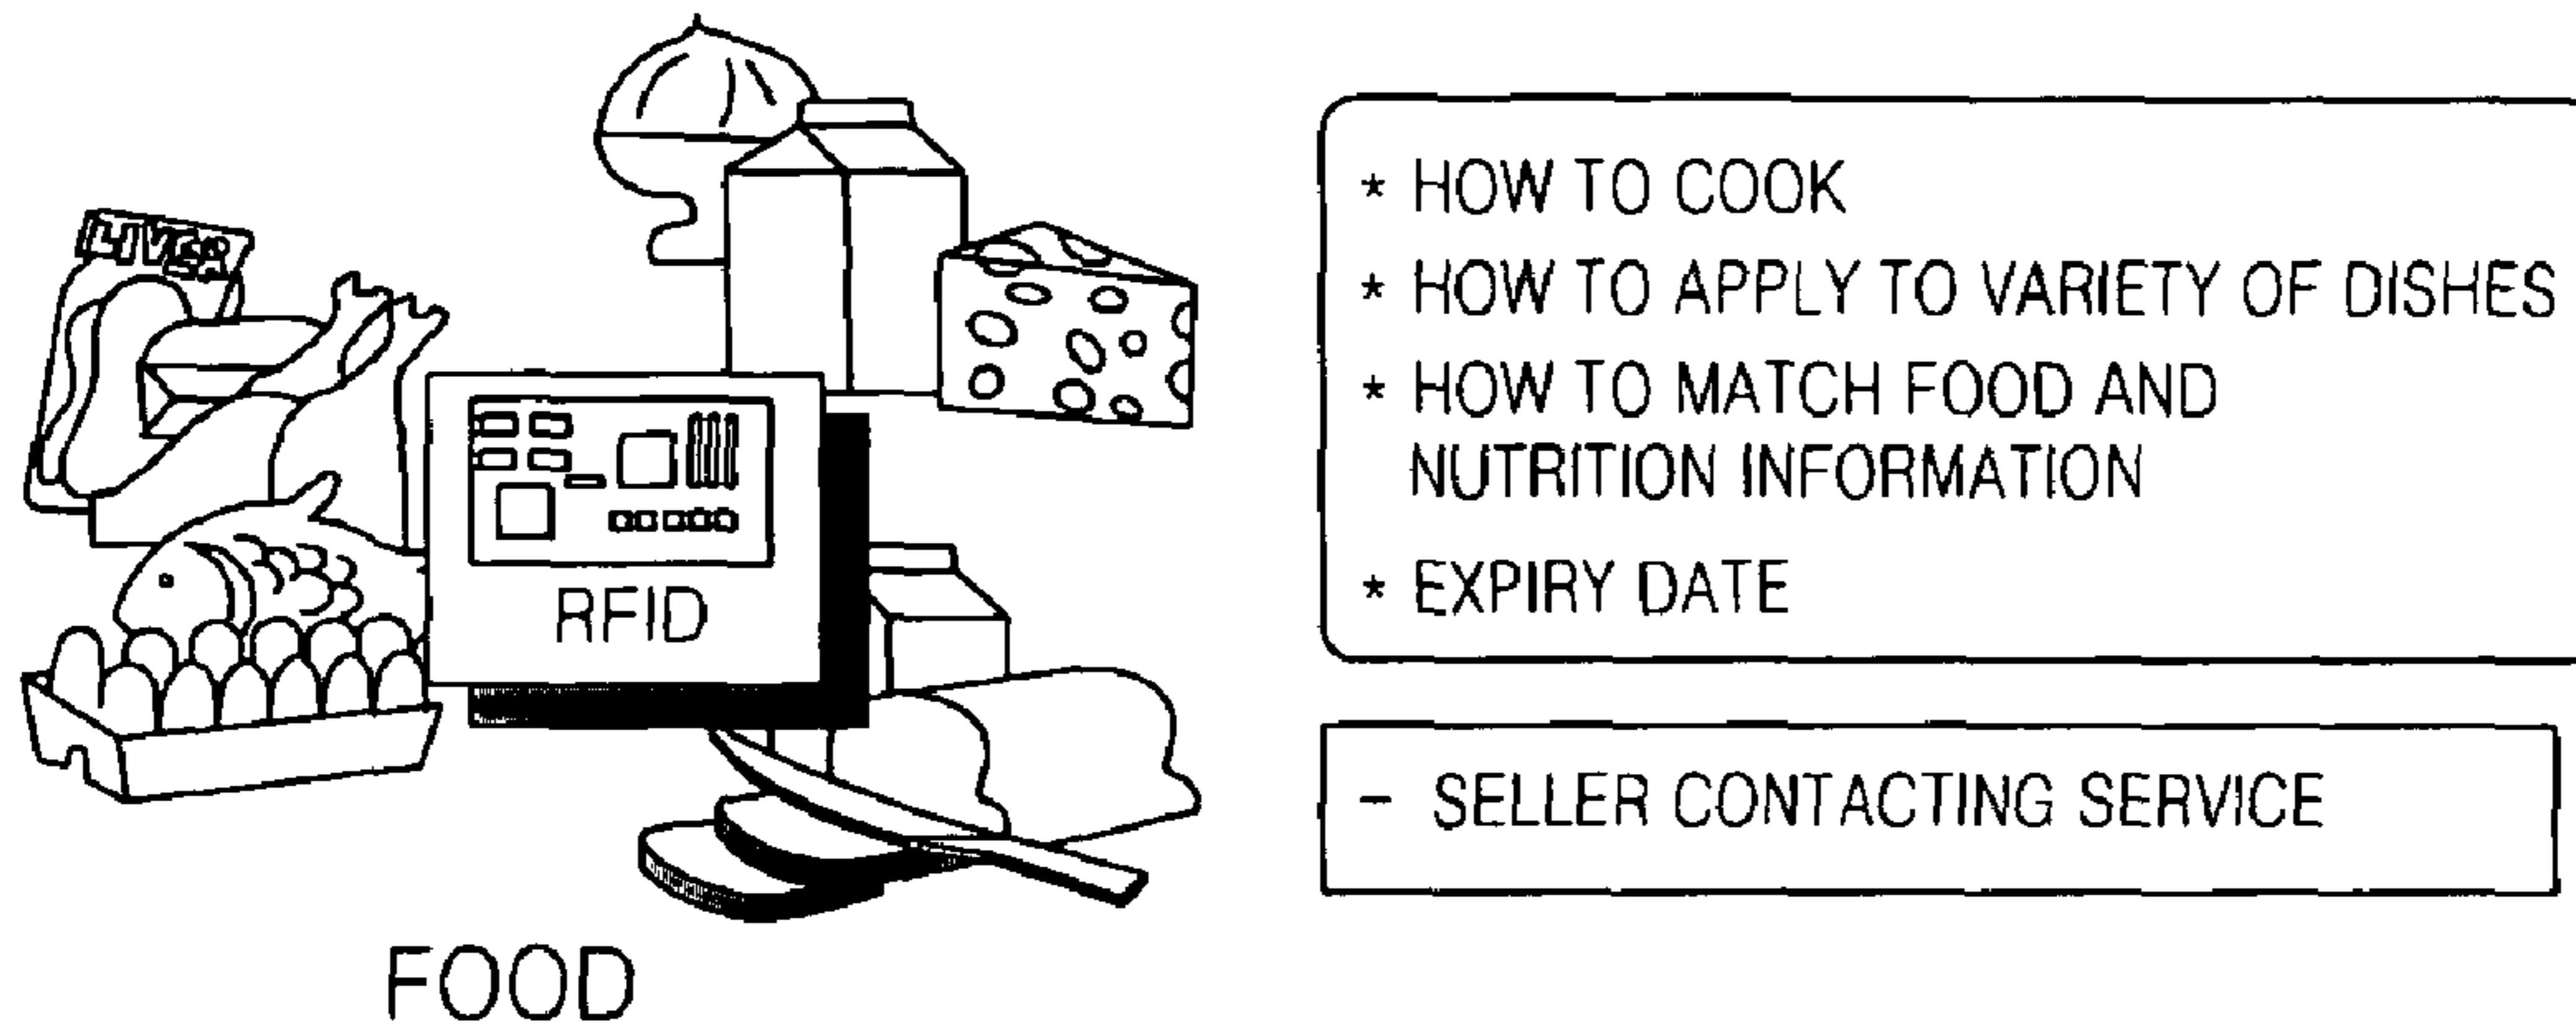 LIVER
RFID
FOOD
* HOW TO COOK
* HOW TO APPLY TO VARIETY OF DISHES
* HOW TO MATCH FOOD AND
NUTRITION INFORMATION
* EXPIRY DATE
- SELLER CONTACTING SERVICE